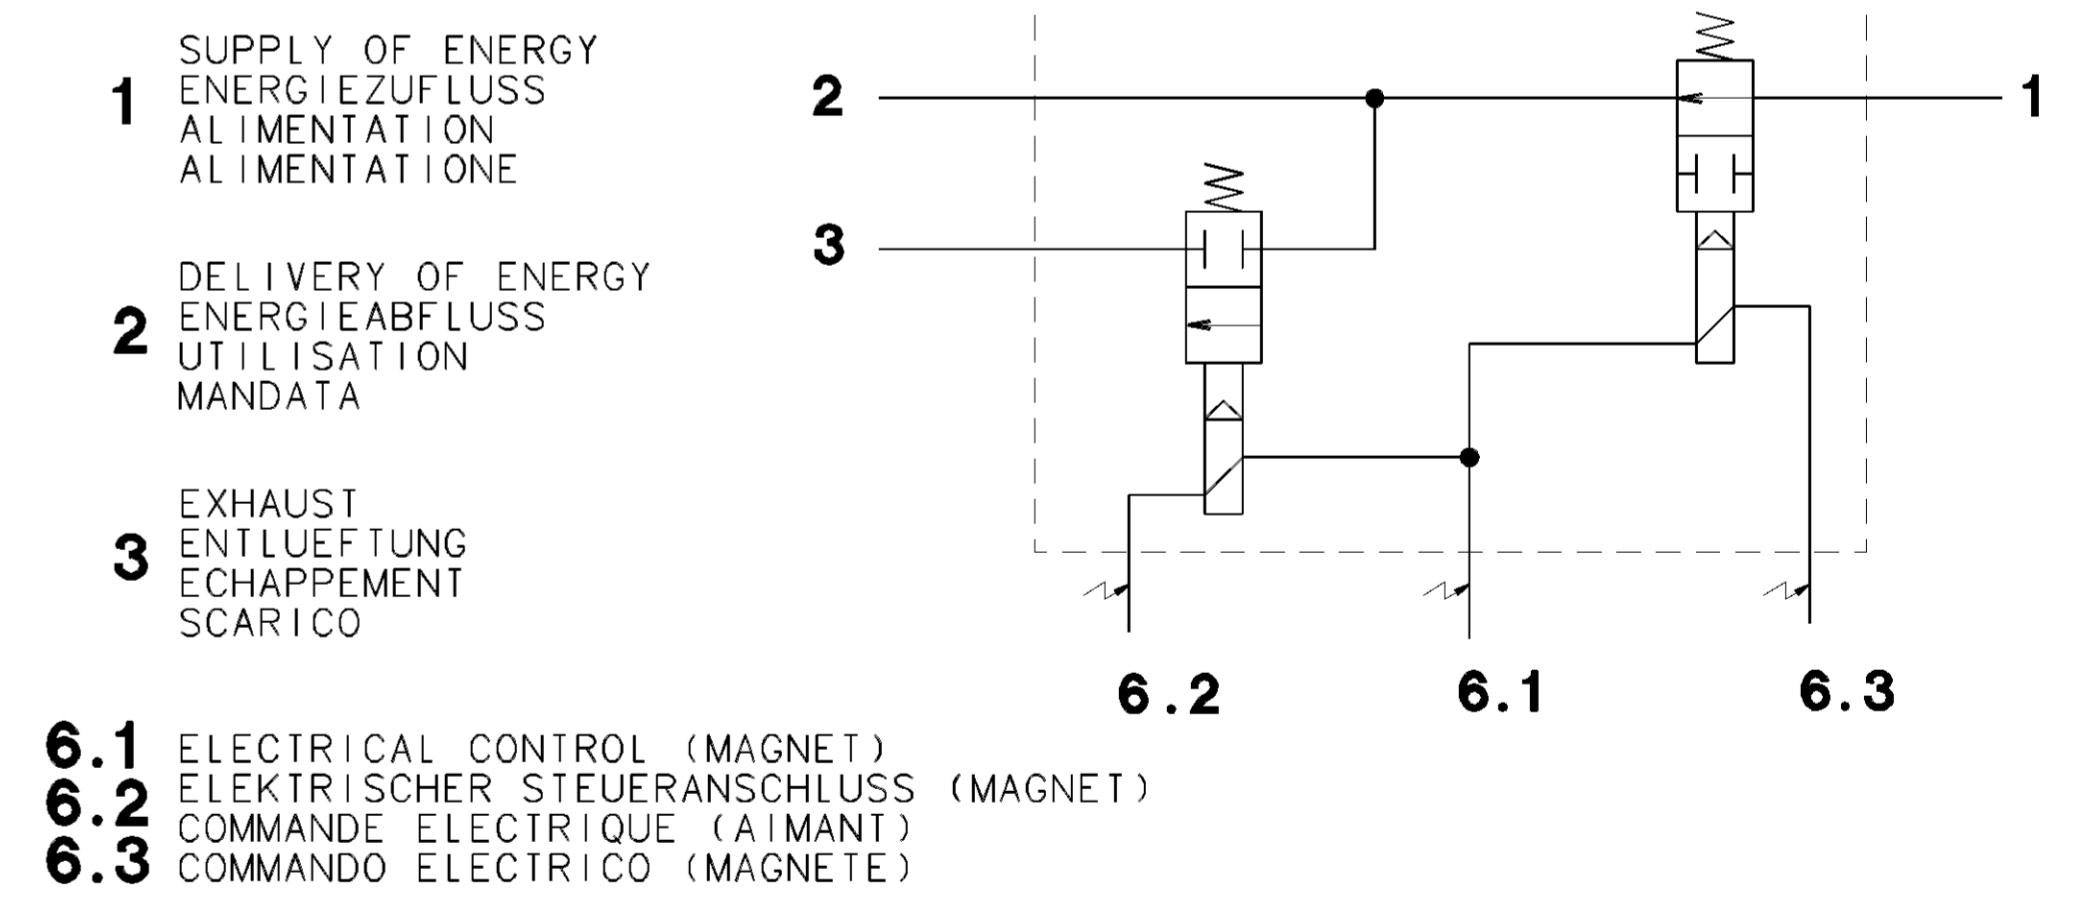 1 SUPPLY OF ENERGY
ENERGIEZUFLUSS
ALIMENTATION
ALIMENTATIONE
2 DELIVERY OF ENERGY
ENERGIEABFLUSS
UTILISATION
MANDATA
3 EXHAUST
ENTLUEFTUNG
ECHAPPEMENT
SCARICO
6.1 ELECTRICAL CONTROL (MAGNET)
6.2 ELEKTRISCHER STEUERANSCHLUSS (MAGNET)
COMMANDE ELECTRIQUE (AIMANT)
6.3 COMMANDO ELECTRICO (MAGNETE)
2
1
3
6.2
6.1
6.3